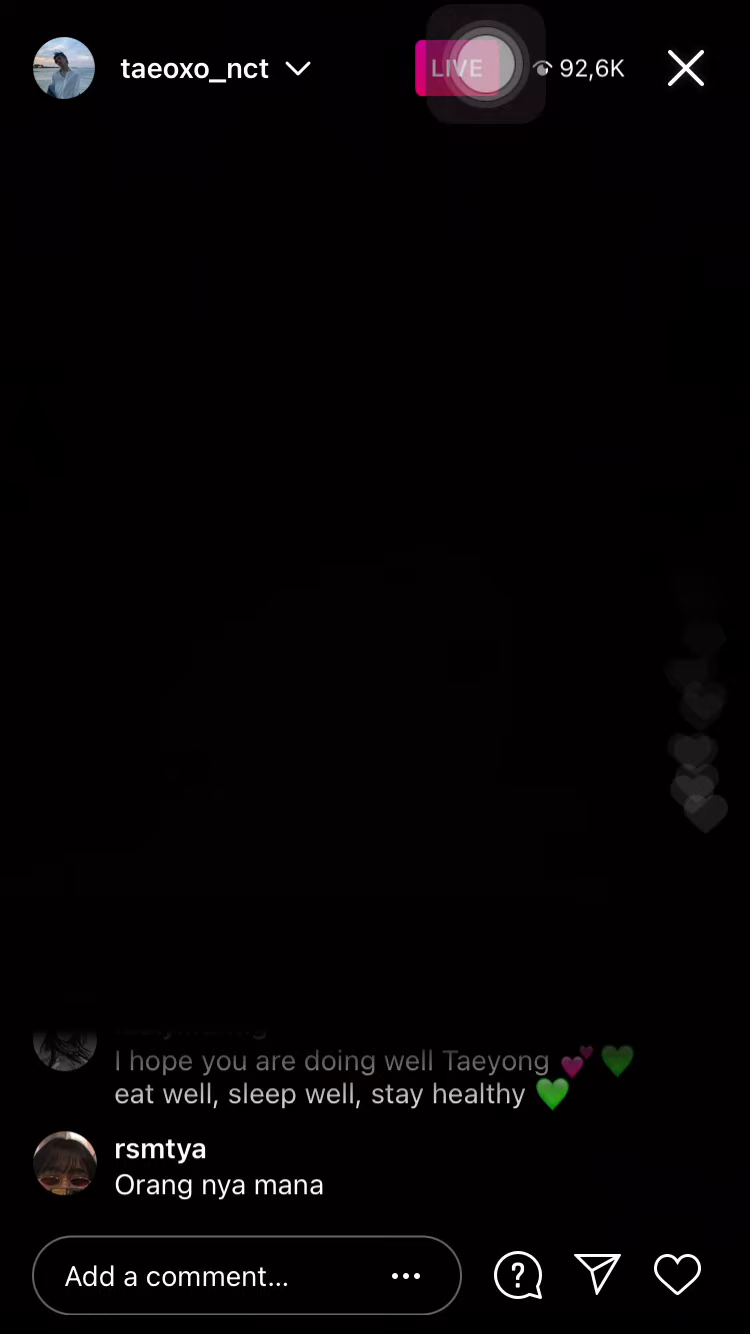 taeoxo_nct
LIVE
92,6K
I hope you are doing well Taeyong 💕 💚
eat well, sleep well, stay healthy 💚
rsmtya
Orang nya mana
Add a comment...